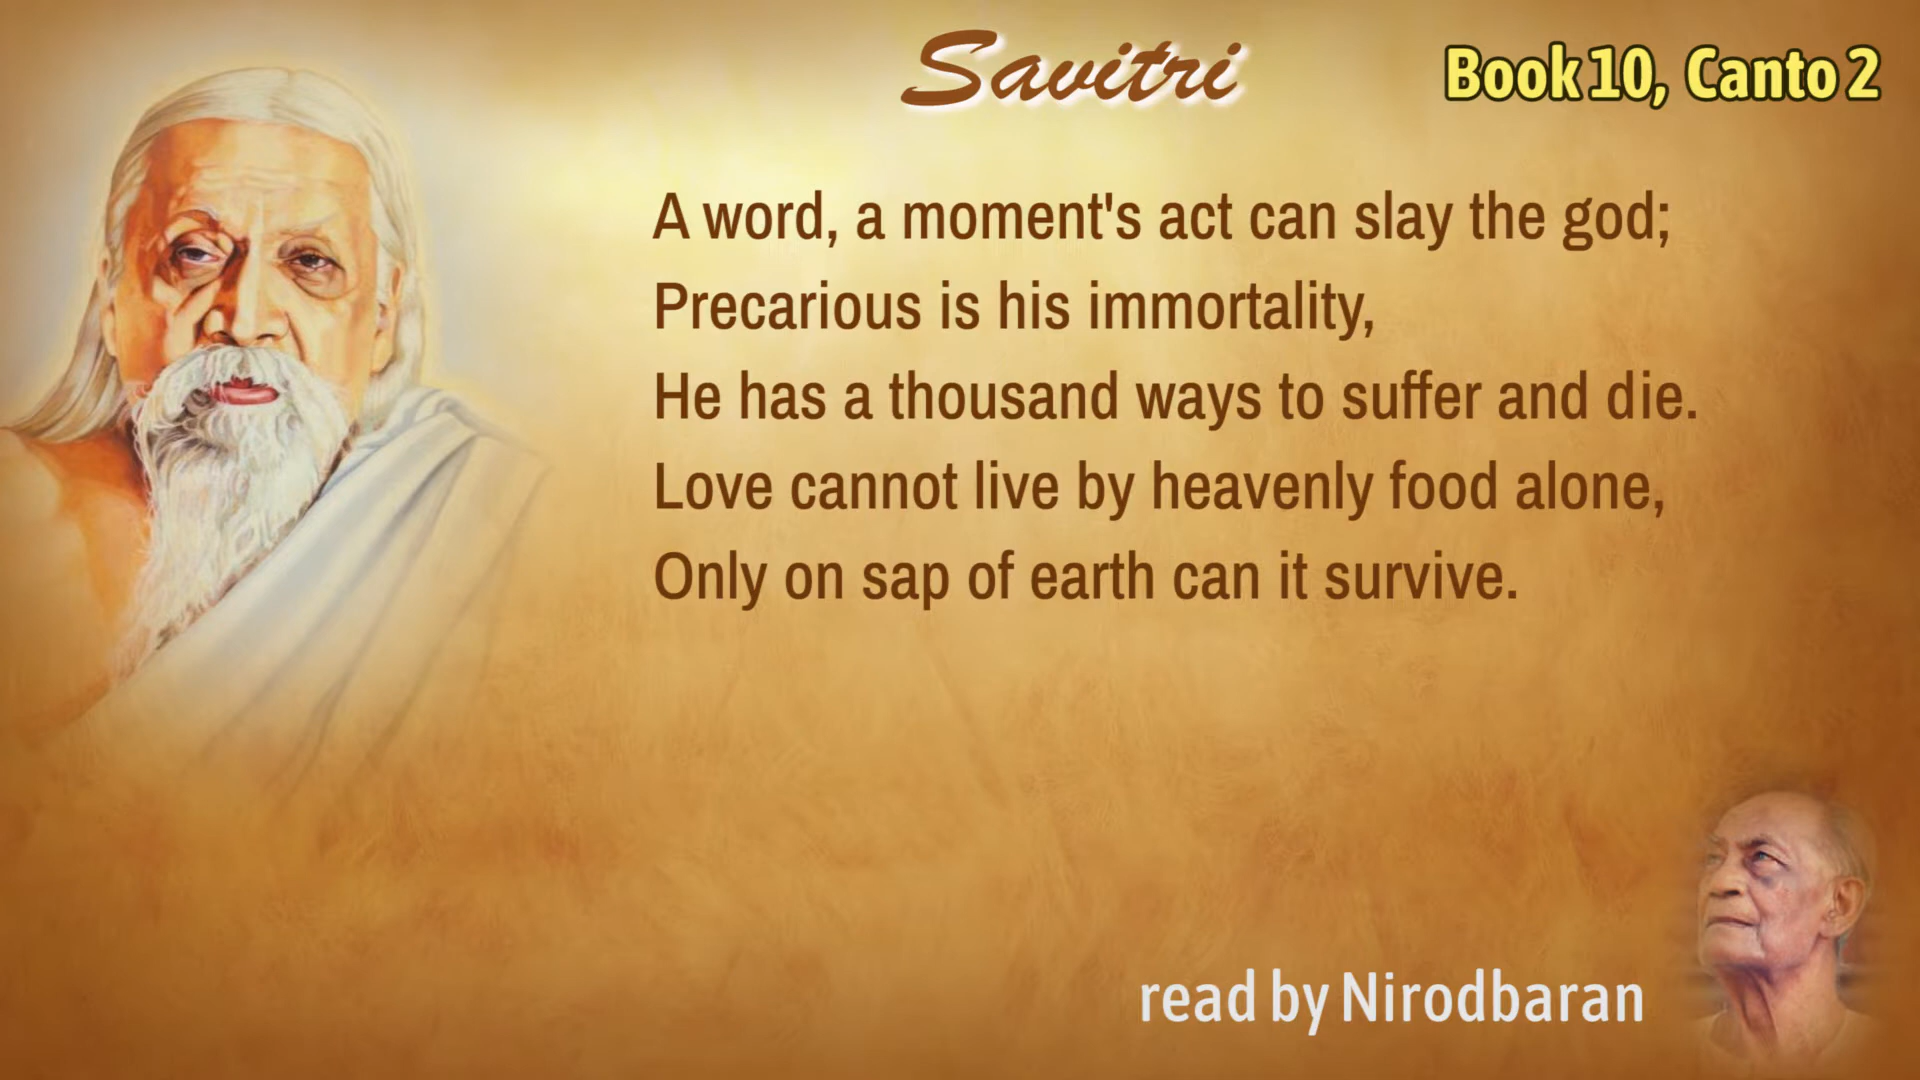 Savitri
Book 10, Canto 2
A word, a moment's act can slay the god;
Precarious is his immortality,
He has a thousand ways to suffer and die.
Love cannot live by heavenly food alone,
Only on sap of earth can it survive.
read by Nirodbaran